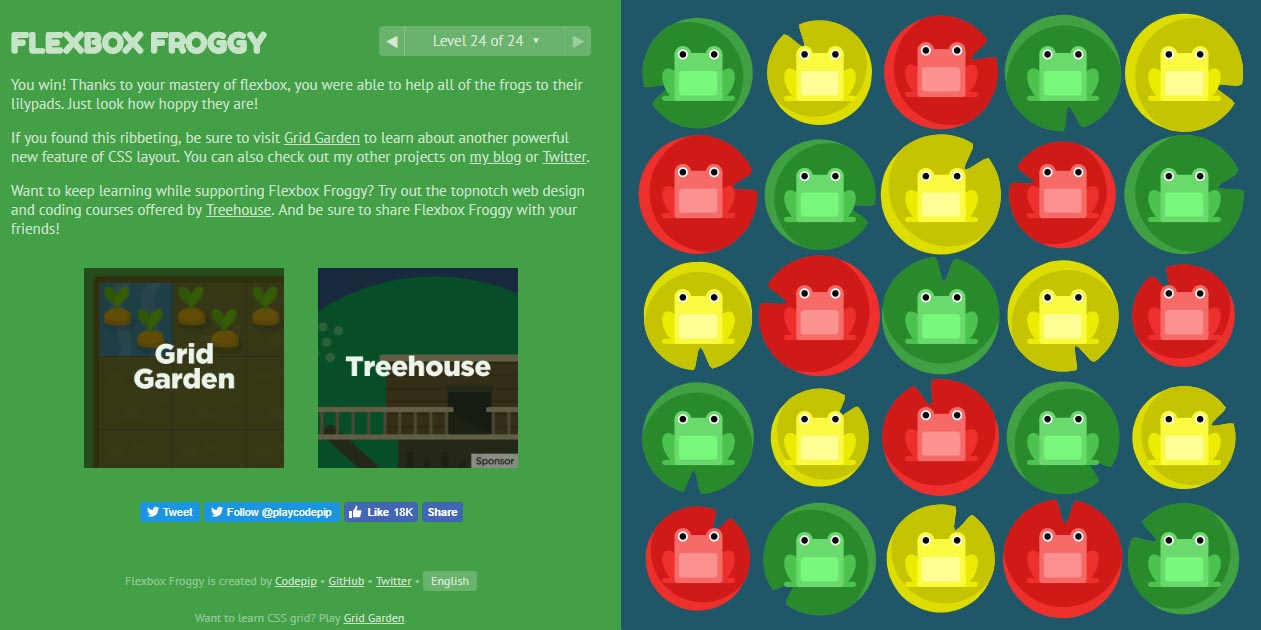 FLEXBOX FROGGY
◀ Level 24 of 24 ▼ ▶
You win! Thanks to your mastery of flexbox, you were able to help all of the frogs to their
lilypads. Just look how hoppy they are!
If you found this ribbeting, be sure to visit Grid Garden to learn about another powerful
new feature of CSS layout. You can also check out my other projects on my blog or Twitter.
Want to keep learning while supporting Flexbox Froggy? Try out the topnotch web design
and coding courses offered by Treehouse. And be sure to share Flexbox Froggy with your
friends!
Grid
Garden
Treehouse
Sponsor
Tweet Follow @playcodepip Like 18K Share
Flexbox Froggy is created by Codepip • GitHub • Twitter • English
Want to learn CSS grid? Play Grid Garden.